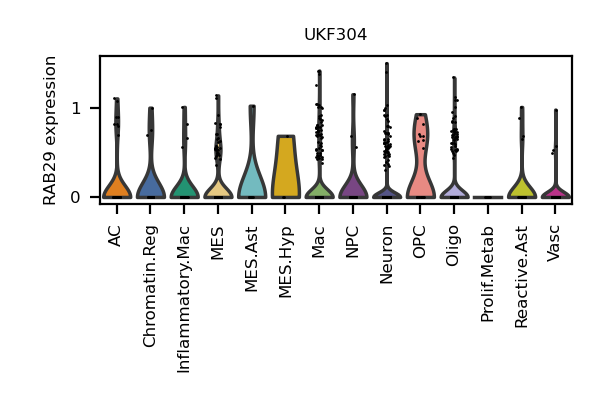 UKF304
RAB29 expression
1
0
AC
Chromatin.Reg
Inflammatory.Mac
MES
MES.Ast
MES.Hyp
Mac
NPC
Neuron
OPC
Oligo
Prolif.Metab
Reactive.Ast
Vasc